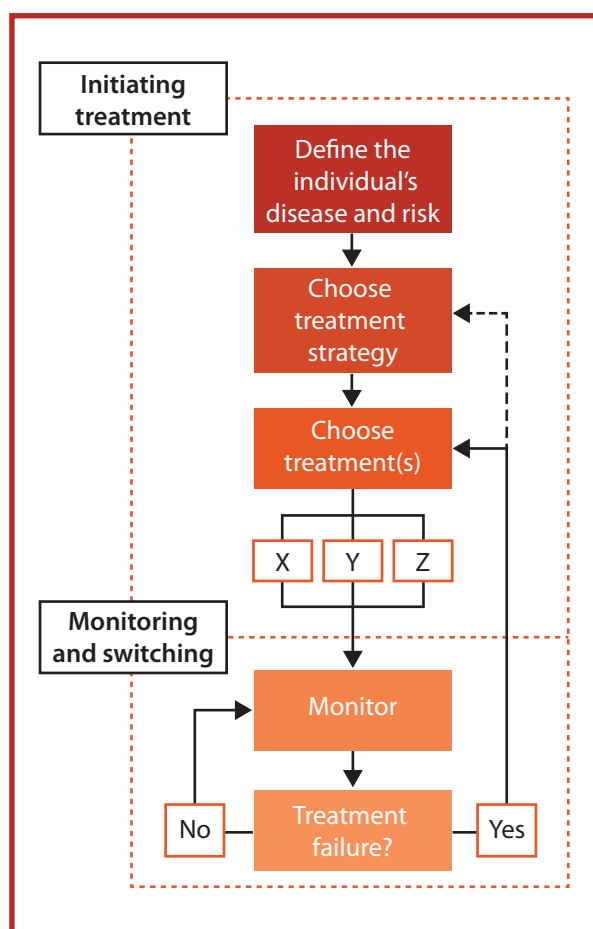 Initiating
treatment
Define the
individual's
disease and risk
Choose
treatment
strategy
Choose
treatment(s)
X
Y
Z
Monitoring
and switching
Monitor
No
Treatment
failure?
Yes